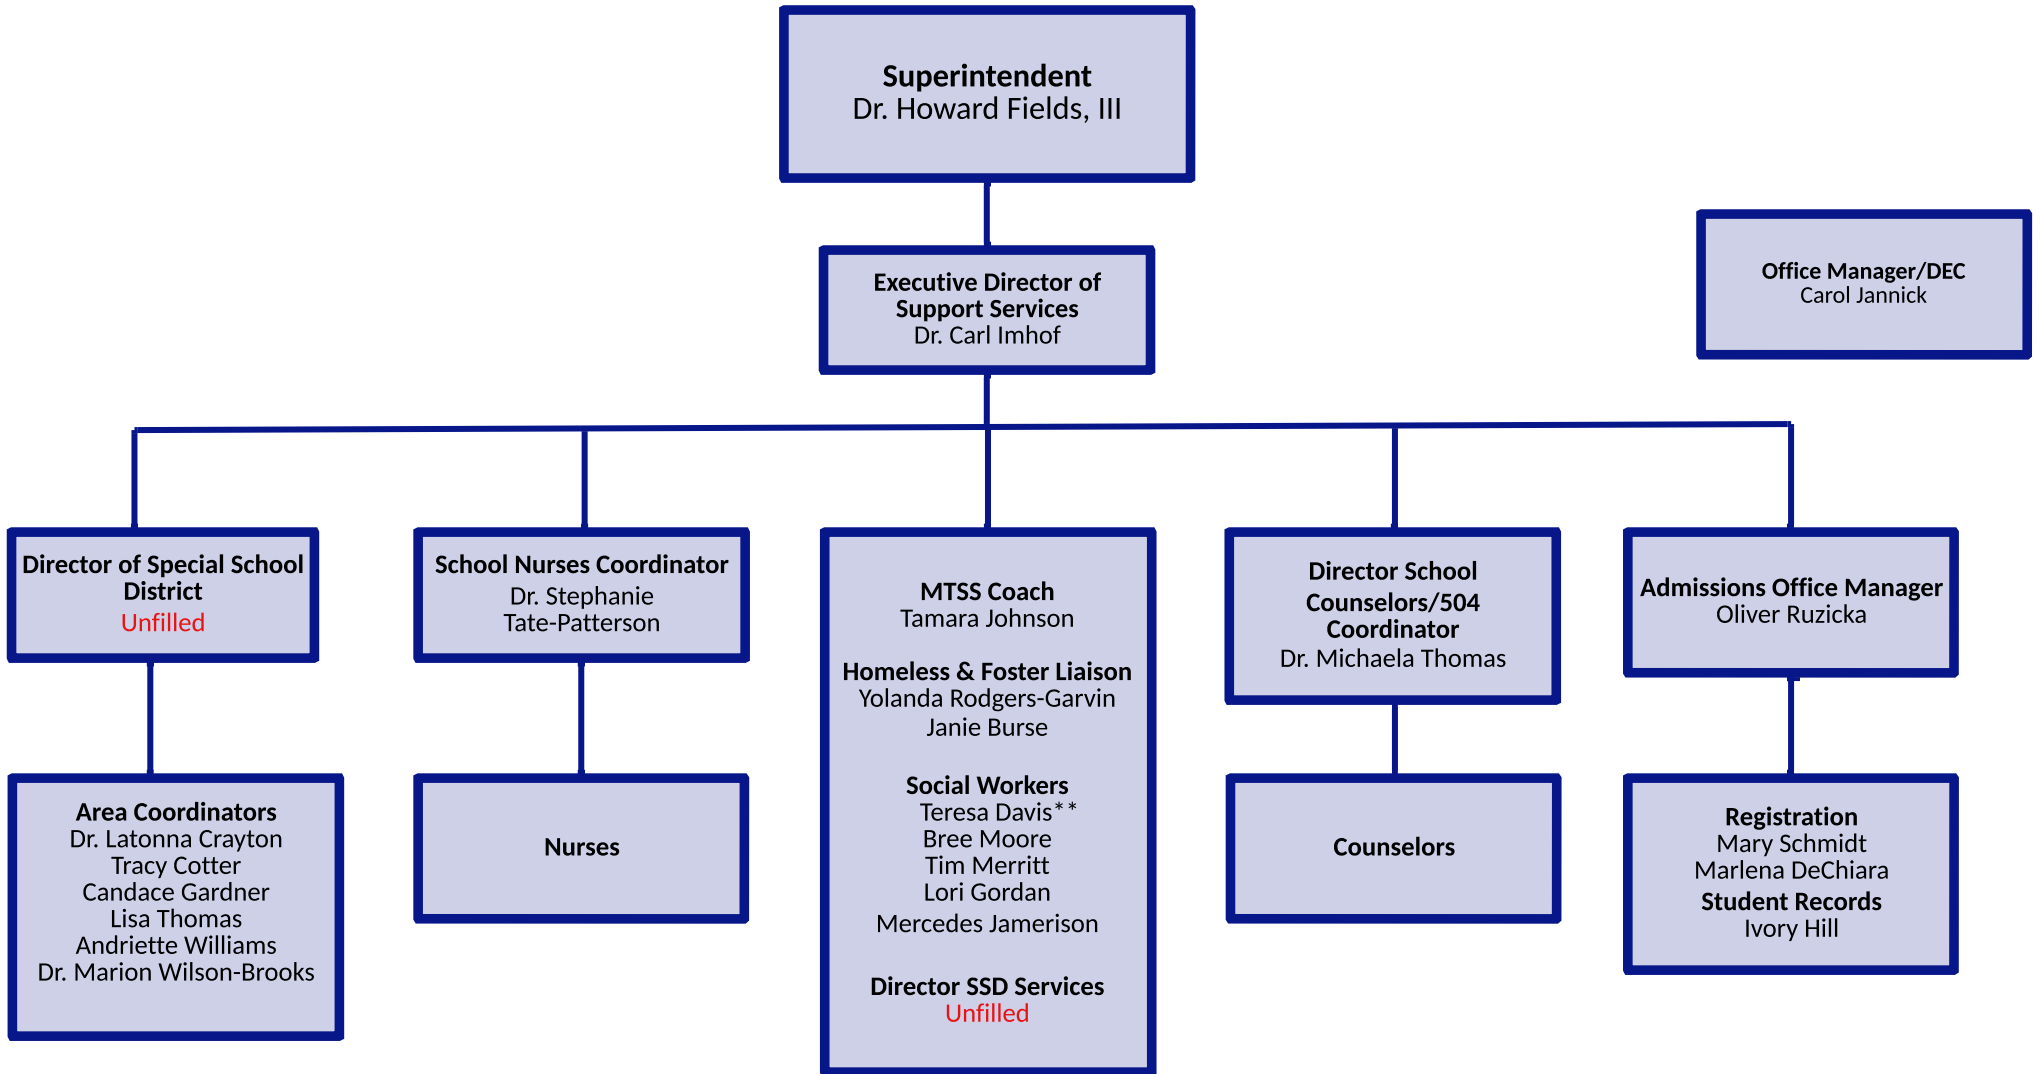 Superintendent
Dr. Howard Fields, III
Executive Director of
Support Services
Dr. Carl Imhof
Office Manager/DEC
Carol Jannick
Director of Special School
District
Unfilled
School Nurses Coordinator
Dr. Stephanie
Tate-Patterson
MTSS Coach
Tamara Johnson
Homeless & Foster Liaison
Yolanda Rodgers-Garvin
Janie Burse
Social Workers
Teresa Davis**
Bree Moore
Tim Merritt
Lori Gordan
Mercedes Jamerison
Director SSD Services
Unfilled
Director School
Counselors/504
Coordinator
Dr. Michaela Thomas
Admissions Office Manager
Oliver Ruzicka
Area Coordinators
Dr. Latonna Crayton
Tracy Cotter
Candace Gardner
Lisa Thomas
Andriette Williams
Dr. Marion Wilson-Brooks
Nurses
Counselors
Registration
Mary Schmidt
Marlena DeChiara
Student Records
Ivory Hill